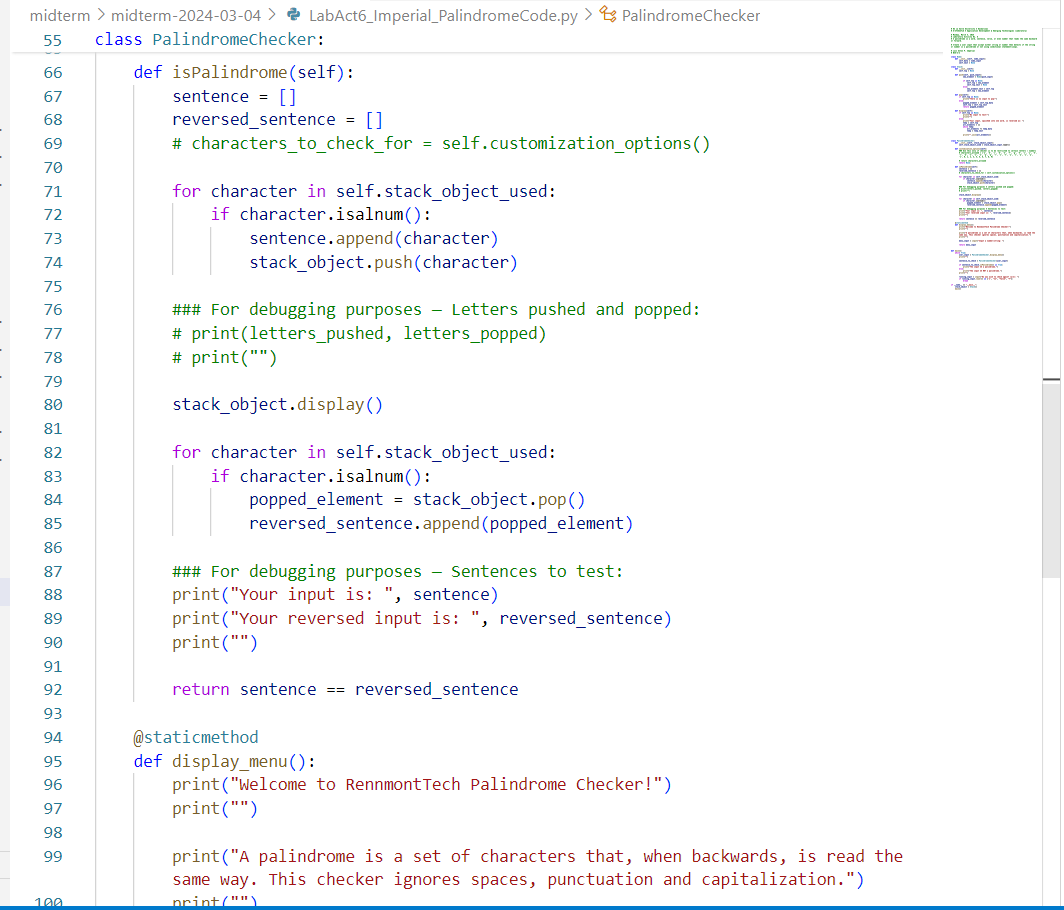 midterm > midterm-2024-03-04 > LabAct6_Imperial_PalindromeCode.py > PalindromeChecker
55 class PalindromeChecker:
66 def isPalindrome(self):
67 sentence = []
68 reversed_sentence = []
69 # characters_to_check_for = self.customization_options()
70
71 for character in self.stack_object_used:
72 if character.isalnum():
73 sentence.append(character)
74 stack_object.push(character)
75
76 ### For debugging purposes — Letters pushed and popped:
77 # print(letters_pushed, letters_popped)
78 # print("")
79
80 stack_object.display()
81
82 for character in self.stack_object_used:
83 if character.isalnum():
84 popped_element = stack_object.pop()
85 reversed_sentence.append(popped_element)
86
87 ### For debugging purposes — Sentences to test:
88 print("Your input is: ", sentence)
89 print("Your reversed input is: ", reversed_sentence)
90 print("")
91
92 return sentence == reversed_sentence
93
94 @staticmethod
95 def display_menu():
96 print("Welcome to RennmontTech Palindrome Checker!")
97 print("")
98
99 print("A palindrome is a set of characters that, when backwards, is read the
same way. This checker ignores spaces, punctuation and capitalization.")
100 print("")